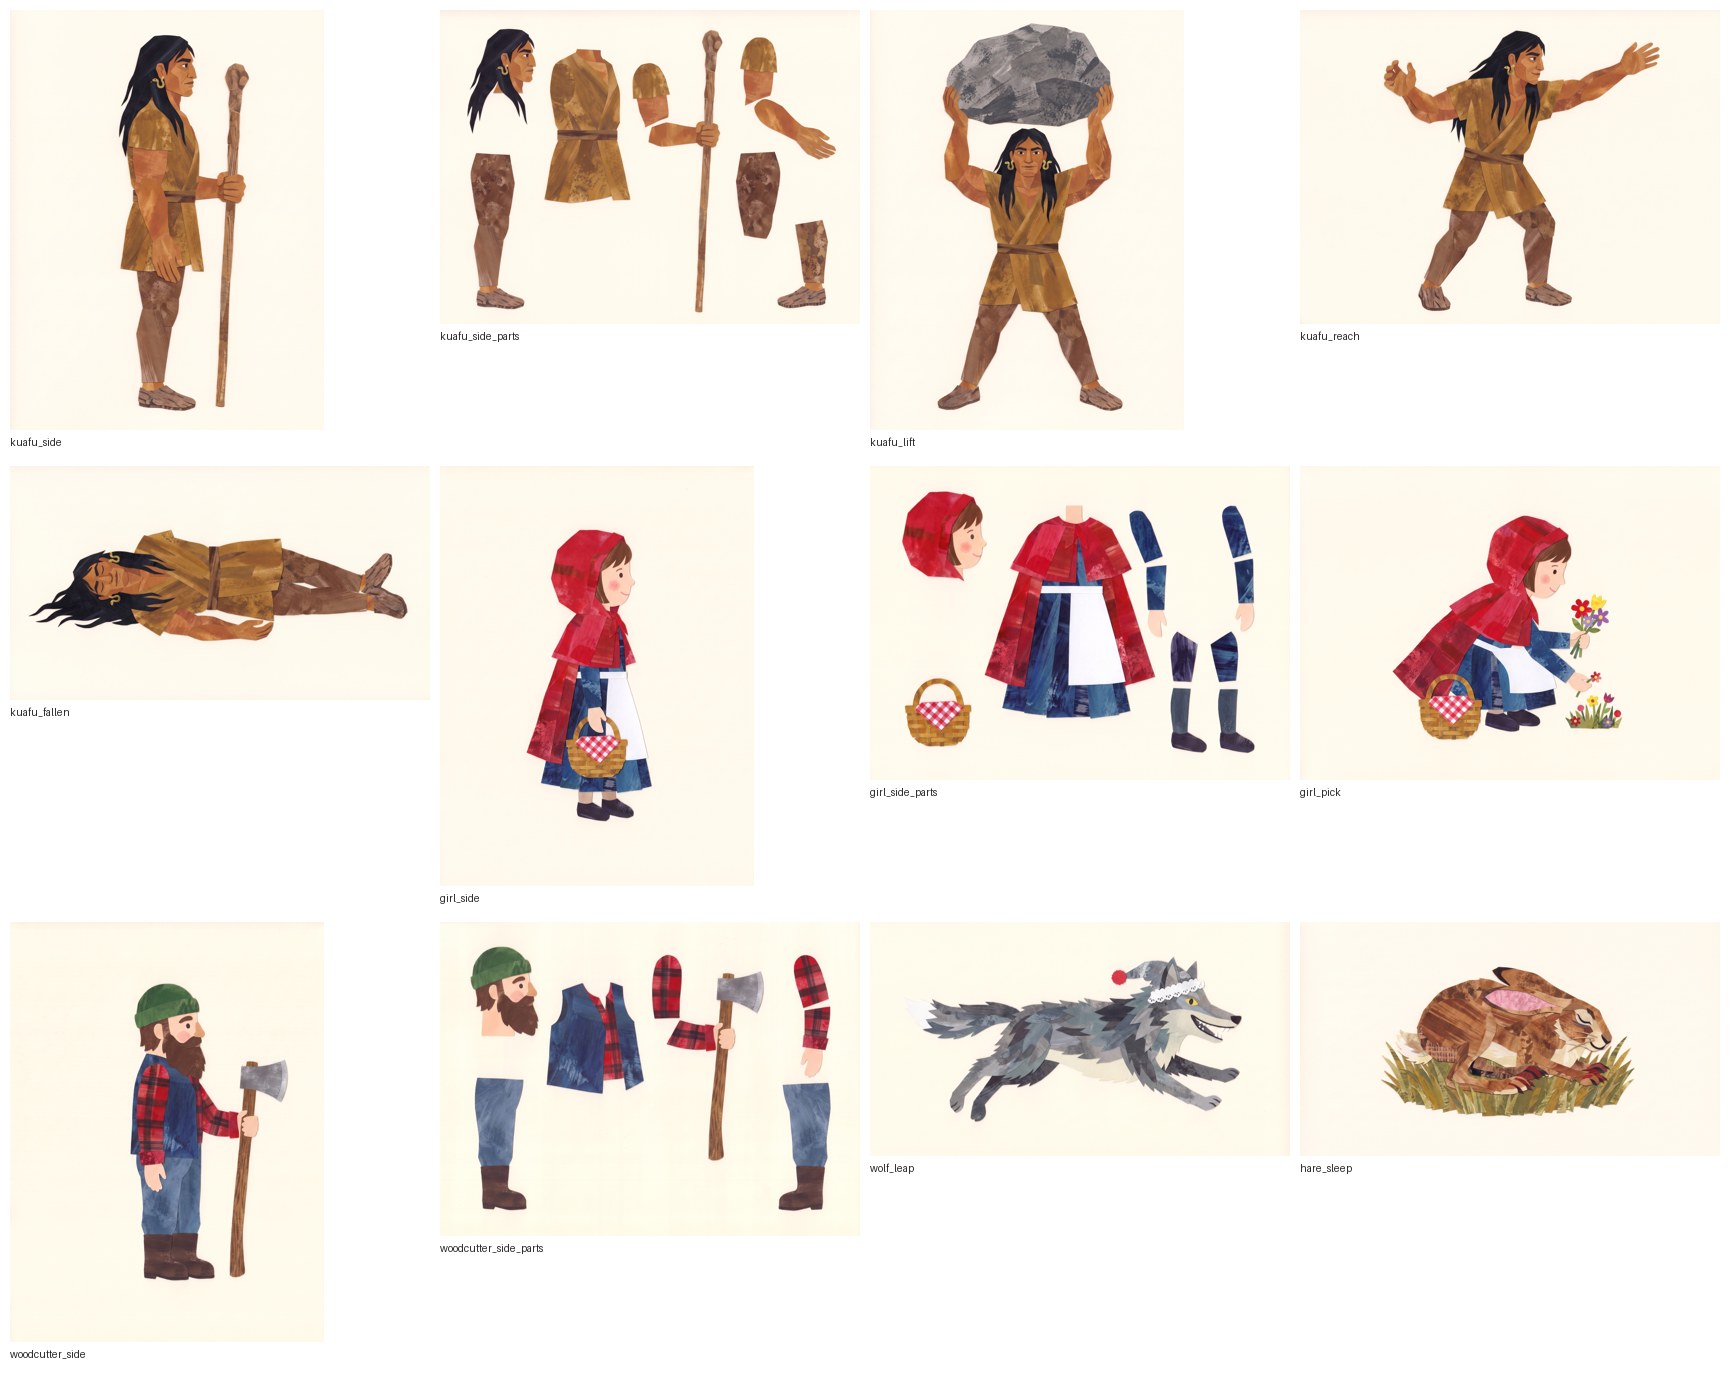 kuafu_side
kuafu_side_parts
kuafu_lift
kuafu_reach
kuafu_fallen
girl_side
girl_side_parts
girl_pick
woodcutter_side
woodcutter_side_parts
wolf_leap
hare_sleep